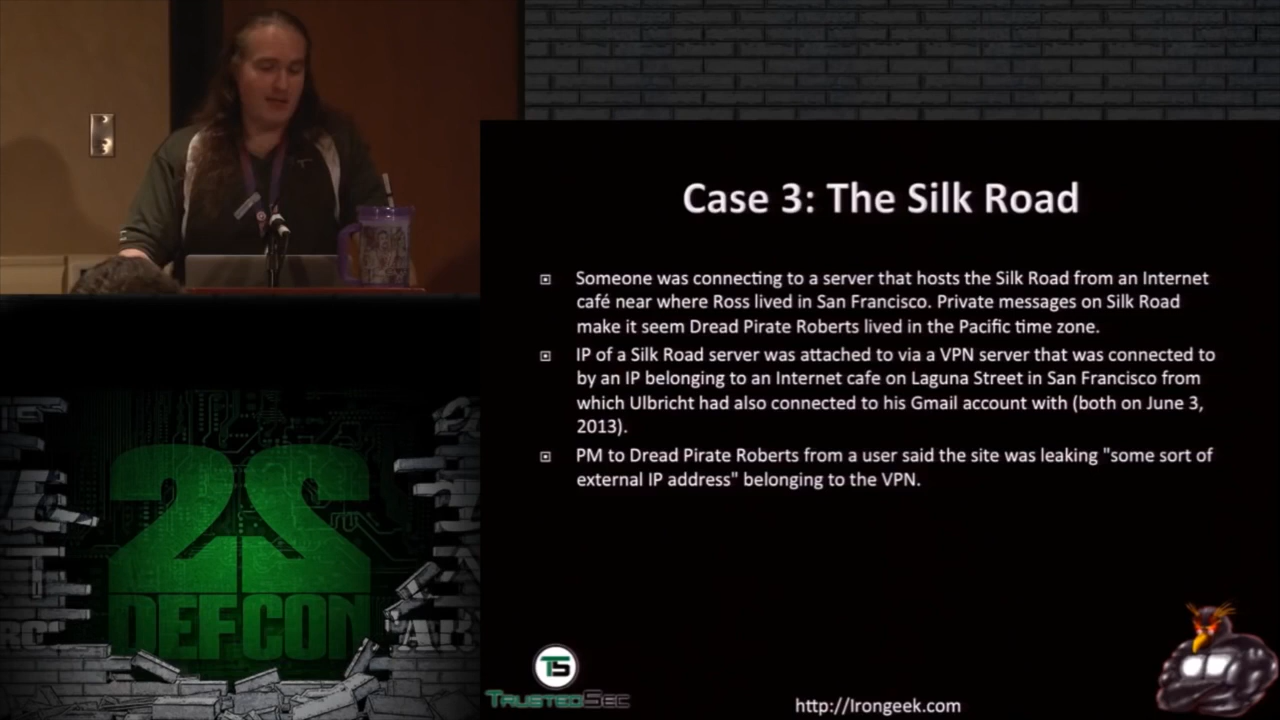 Case 3: The Silk Road
Someone was connecting to a server that hosts the Silk Road from an Internet
café near where Ross lived in San Francisco. Private messages on Silk Road
make it seem Dread Pirate Roberts lived in the Pacific time zone.
IP of a Silk Road server was attached to via a VPN server that was connected to
by an IP belonging to an Internet cafe on Laguna Street in San Francisco from
which Ulbricht had also connected to his Gmail account with (both on June 3,
2013).
PM to Dread Pirate Roberts from a user said the site was leaking "some sort of
external IP address" belonging to the VPN.
22
DEFCON
TS
TRUSTEDSEC
http://Irongeek.com